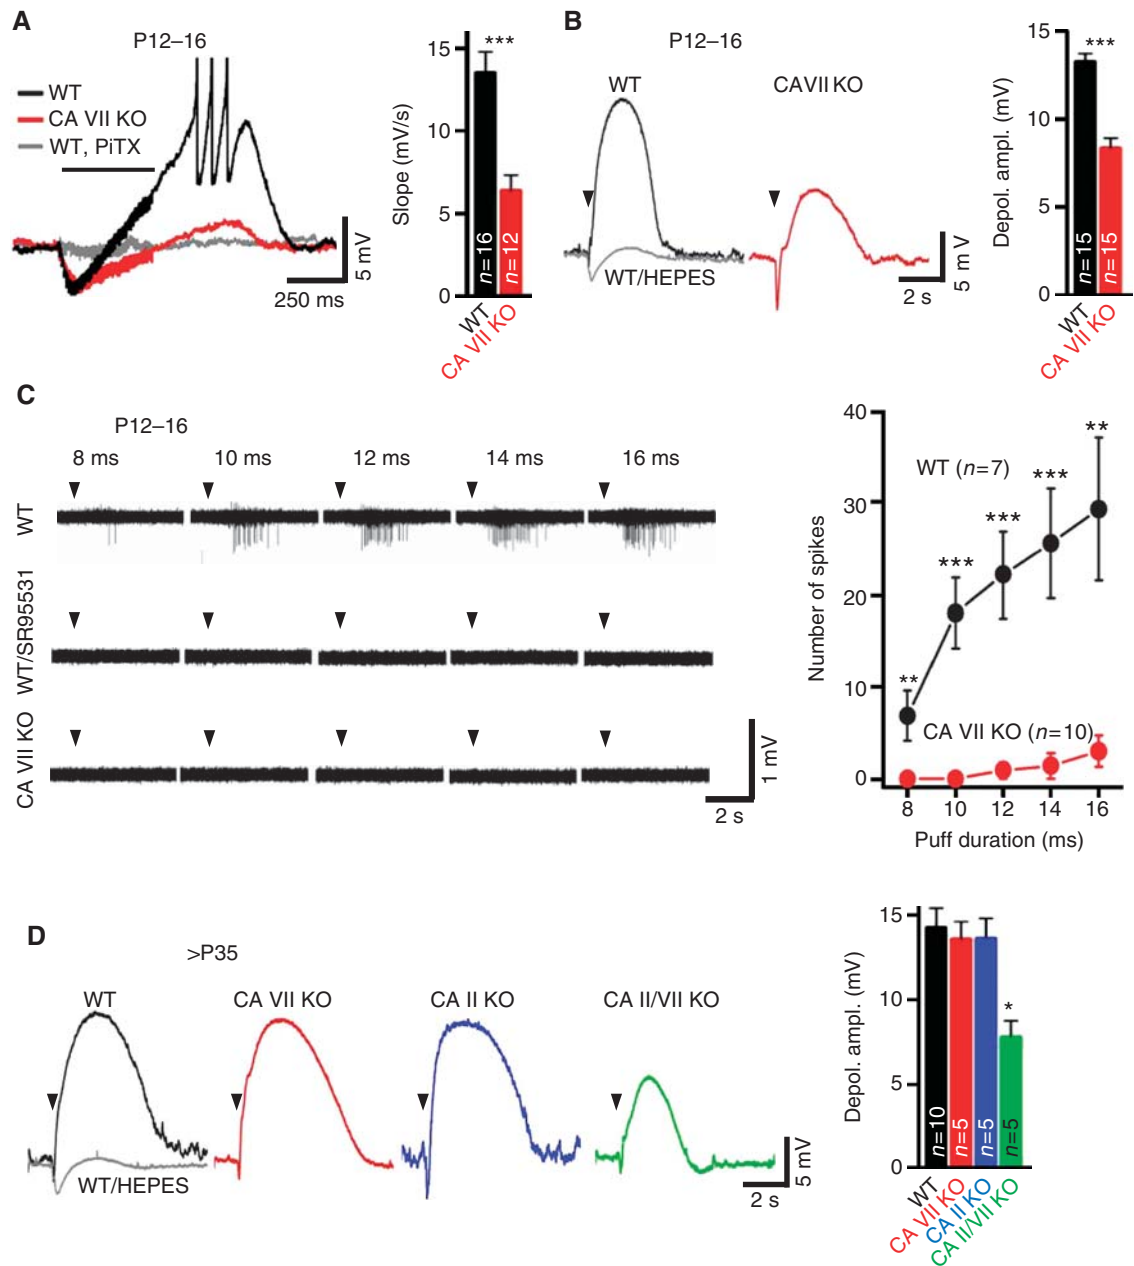 A
P12–16
WT
CA VII KO
WT, PiTX
5 mV
250 ms
Slope (mV/s)
15
10
5
0
***
n=16
n=12
WT
CA VII KO
B
P12–16
WT
CAVII KO
WT/HEPES
5 mV
2 s
Depol. ampl. (mV)
15
10
5
0
***
n=15
n=15
WT
CA VII KO
C
P12–16
8 ms
10 ms
12 ms
14 ms
16 ms
WT
WT/SR95531
CA VII KO
1 mV
2 s
Number of spikes
40
30
20
10
0
WT (n=7)
**
***
***
***
**
CA VII KO (n=10)
8
10
12
14
16
Puff duration (ms)
D
>P35
WT
CA VII KO
CA II KO
CA II/VII KO
WT/HEPES
5 mV
2 s
Depol. ampl. (mV)
15
10
5
0
*
n=10
n=5
n=5
n=5
WT
CA VII KO
CA II KO
CA II/VII KO